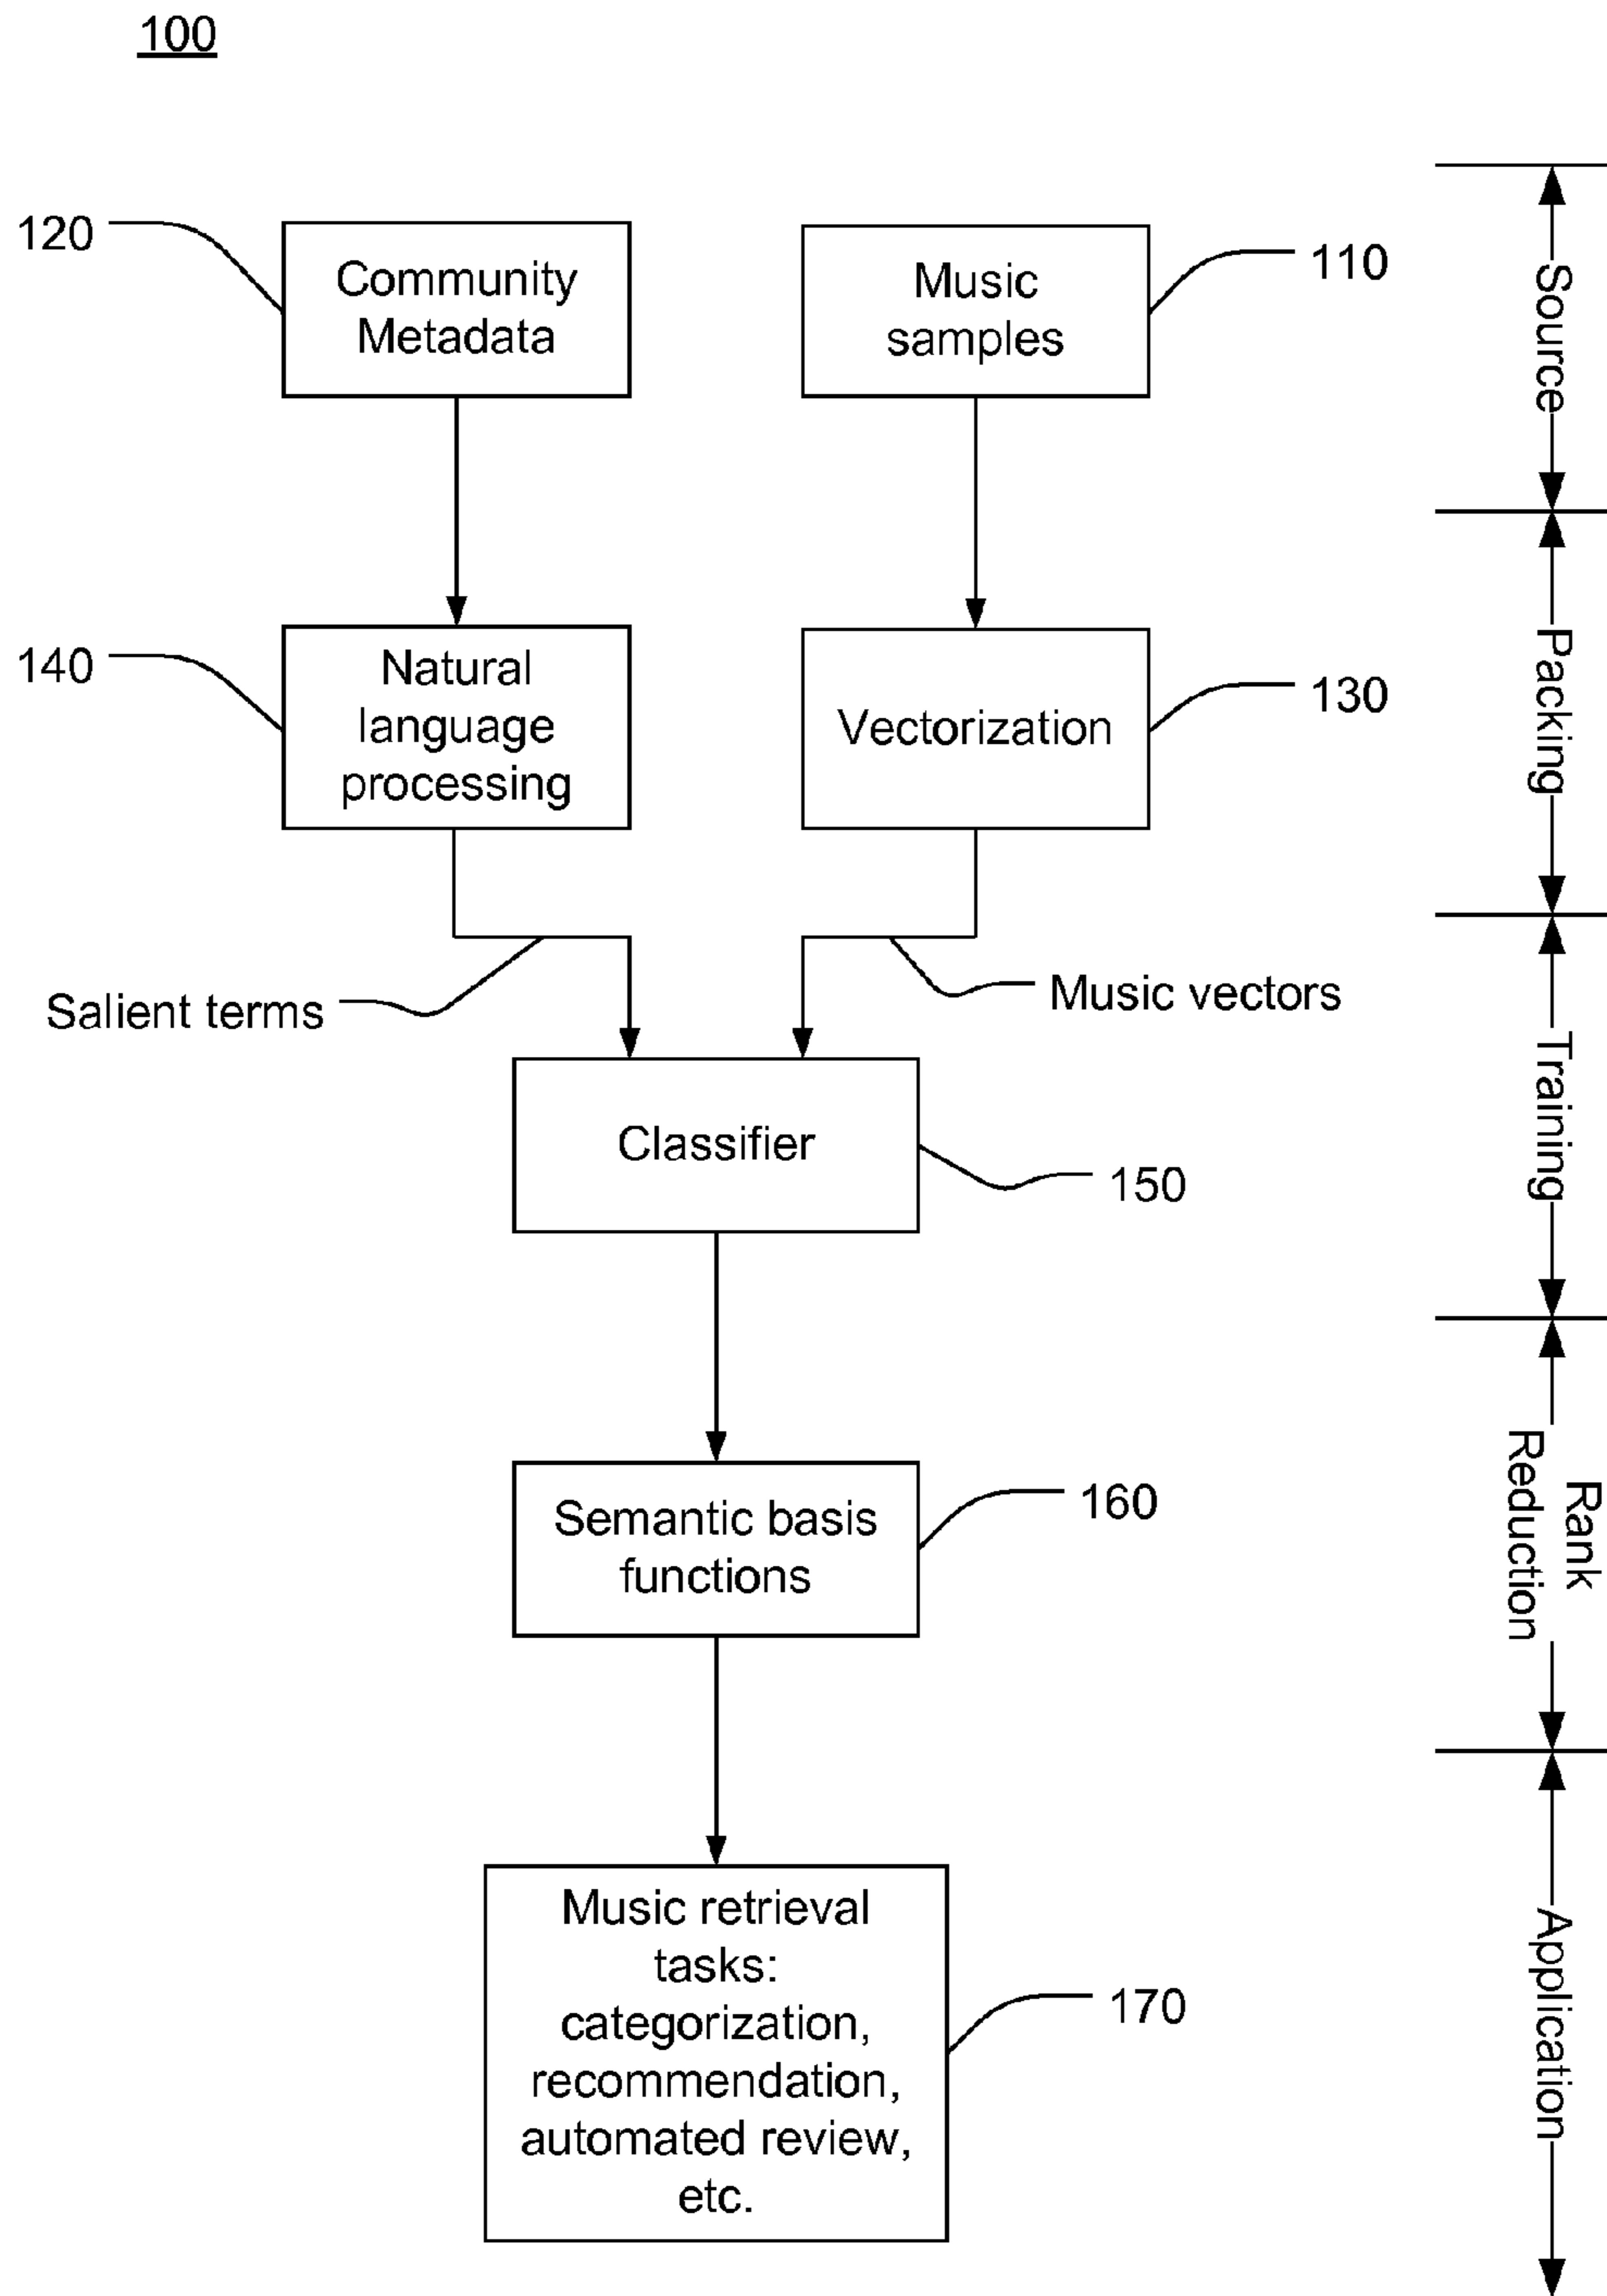 100
120
Community
Metadata
Music
samples
110
Source
140
Natural
language
processing
Vectorization
130
Packing
Salient terms
Music vectors
Classifier
150
Training
Semantic basis
functions
160
Rank
Reduction
Music retrieval
tasks:
categorization,
recommendation,
automated review,
etc.
170
Application